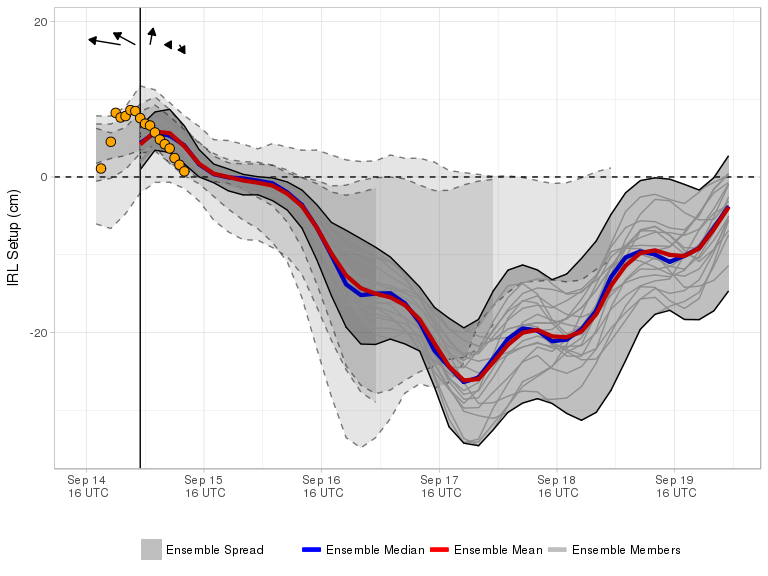 20
0
-20
IRL Setup (cm)
Sep 14 Sep 15 Sep 16 Sep 17 Sep 18 Sep 19
16 UTC 16 UTC 16 UTC 16 UTC 16 UTC 16 UTC
Ensemble Spread Ensemble Median Ensemble Mean Ensemble Members